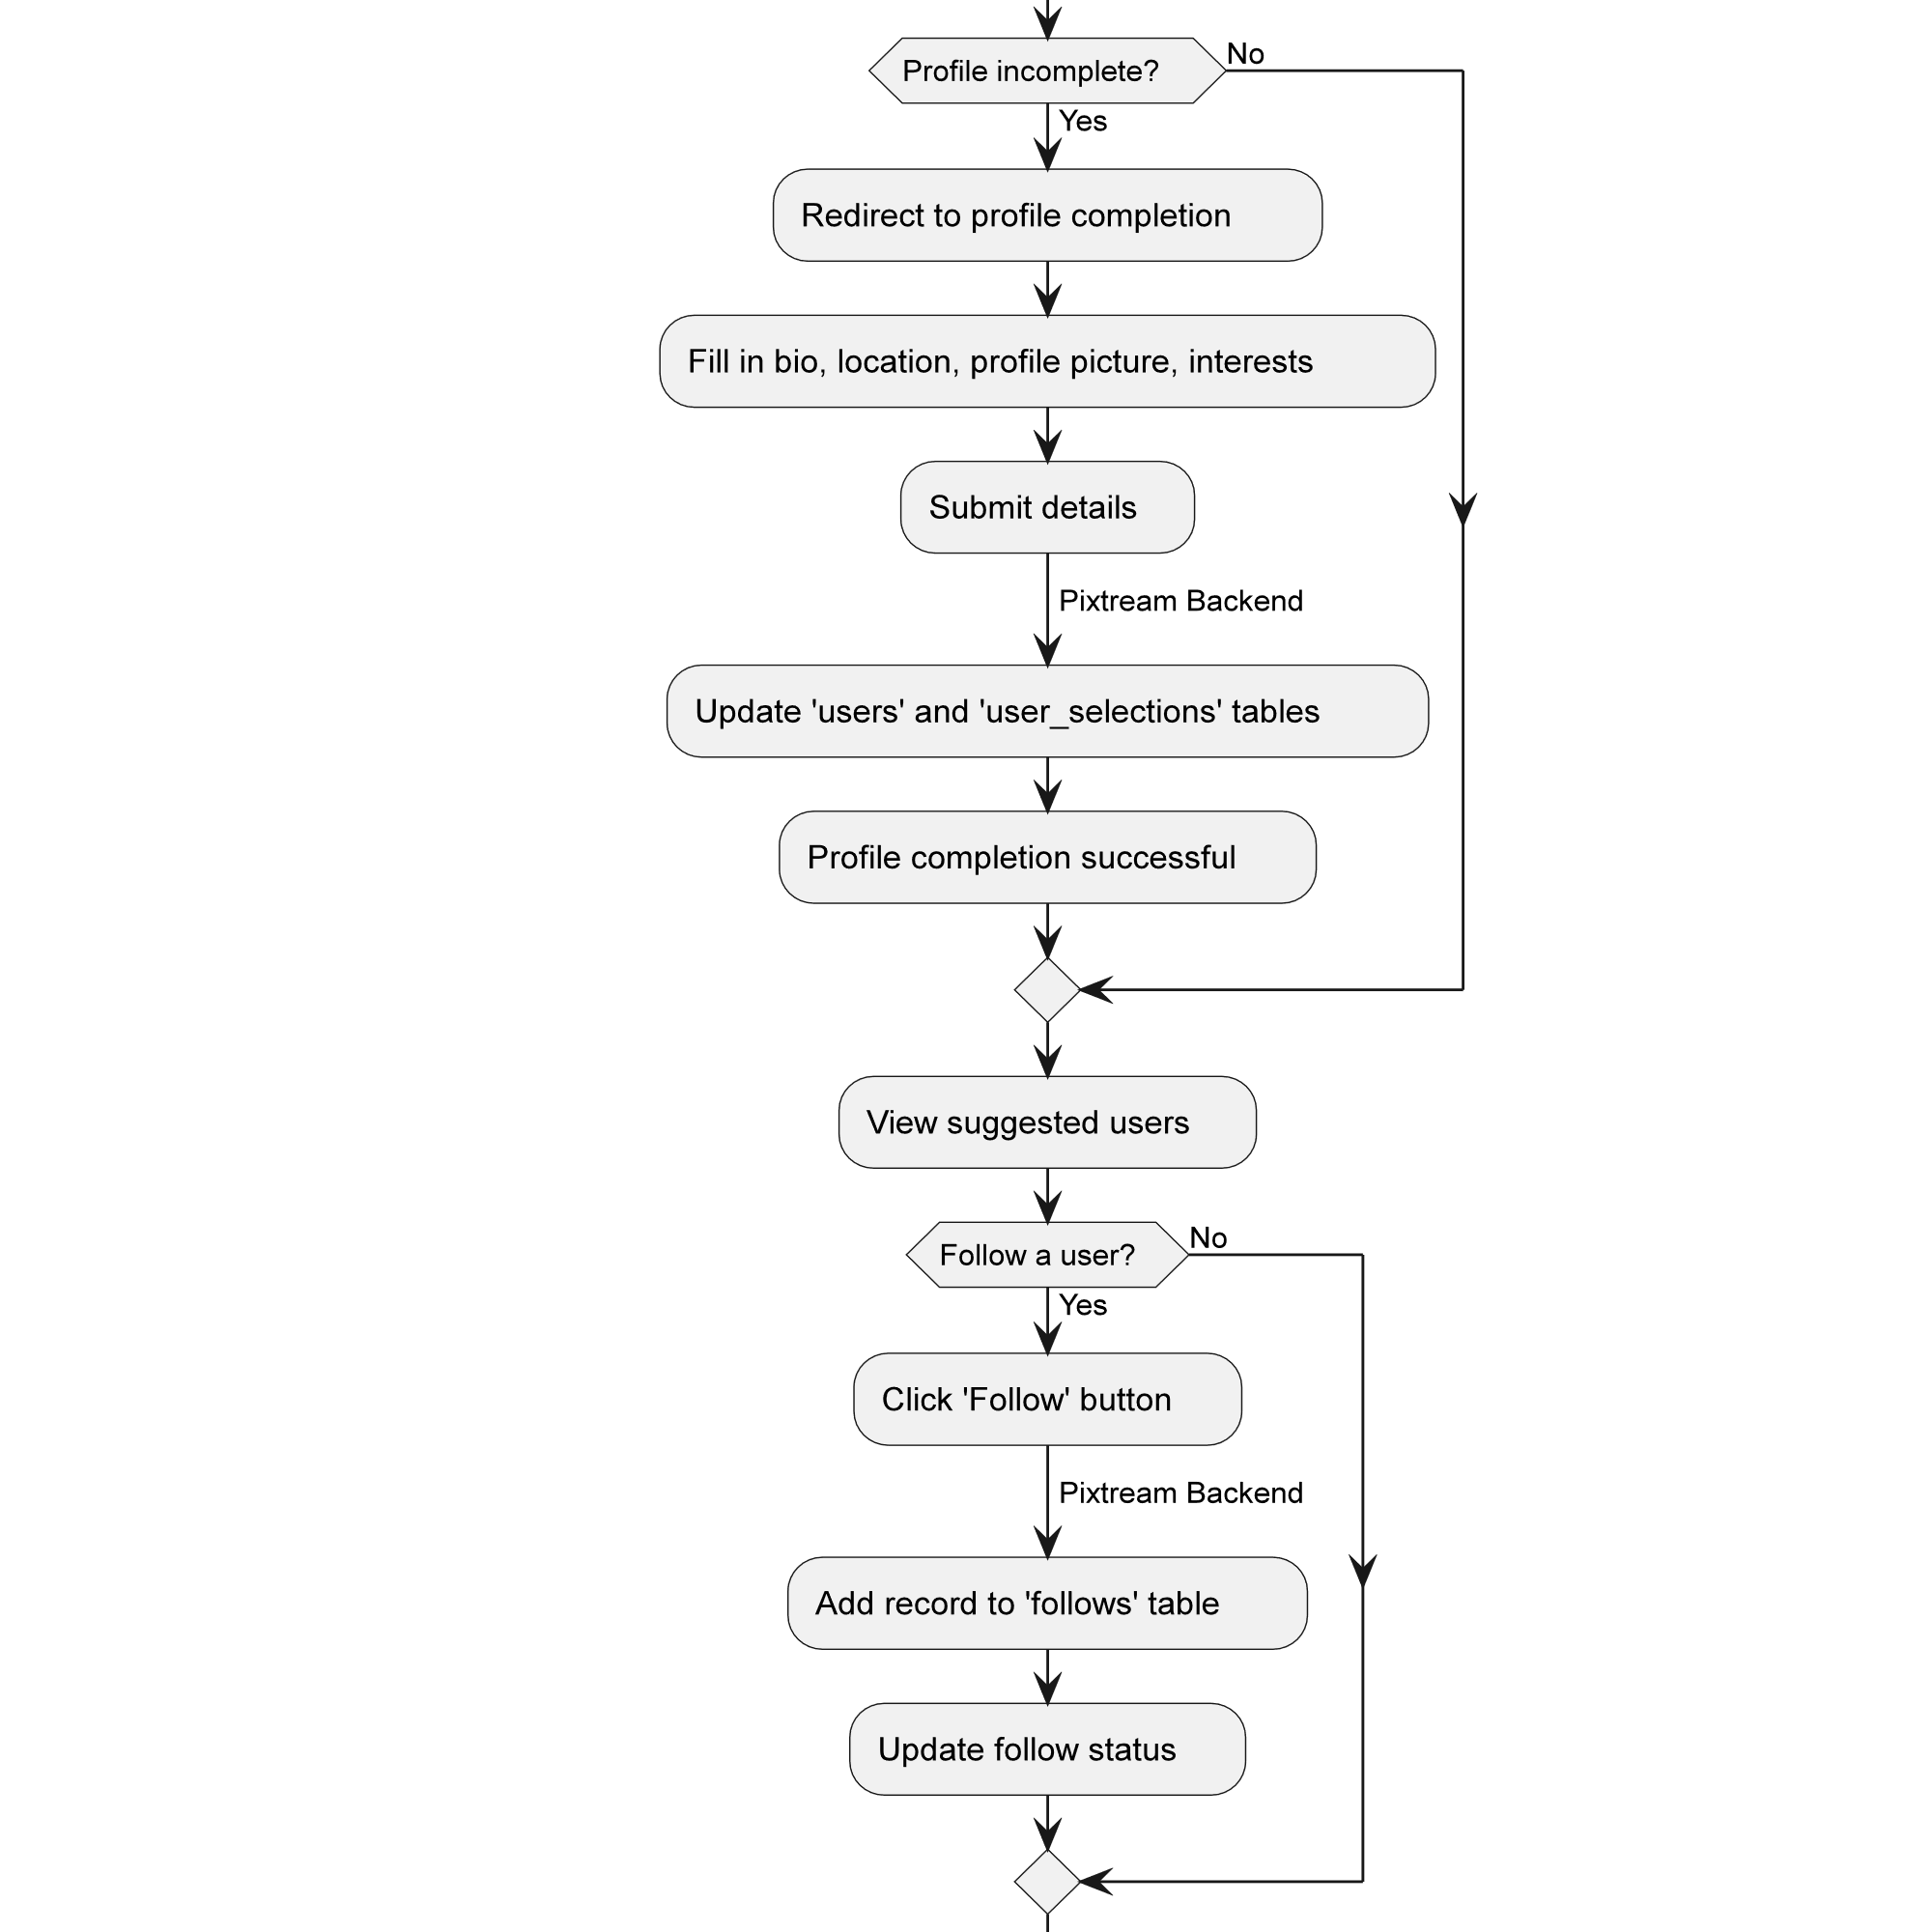 Profile incomplete?
No
Yes
Redirect to profile completion
Fill in bio, location, profile picture, interests
Submit details
Pixtream Backend
Update 'users' and 'user_selections' tables
Profile completion successful
View suggested users
Follow a user?
No
Yes
Click 'Follow' button
Pixtream Backend
Add record to 'follows' table
Update follow status